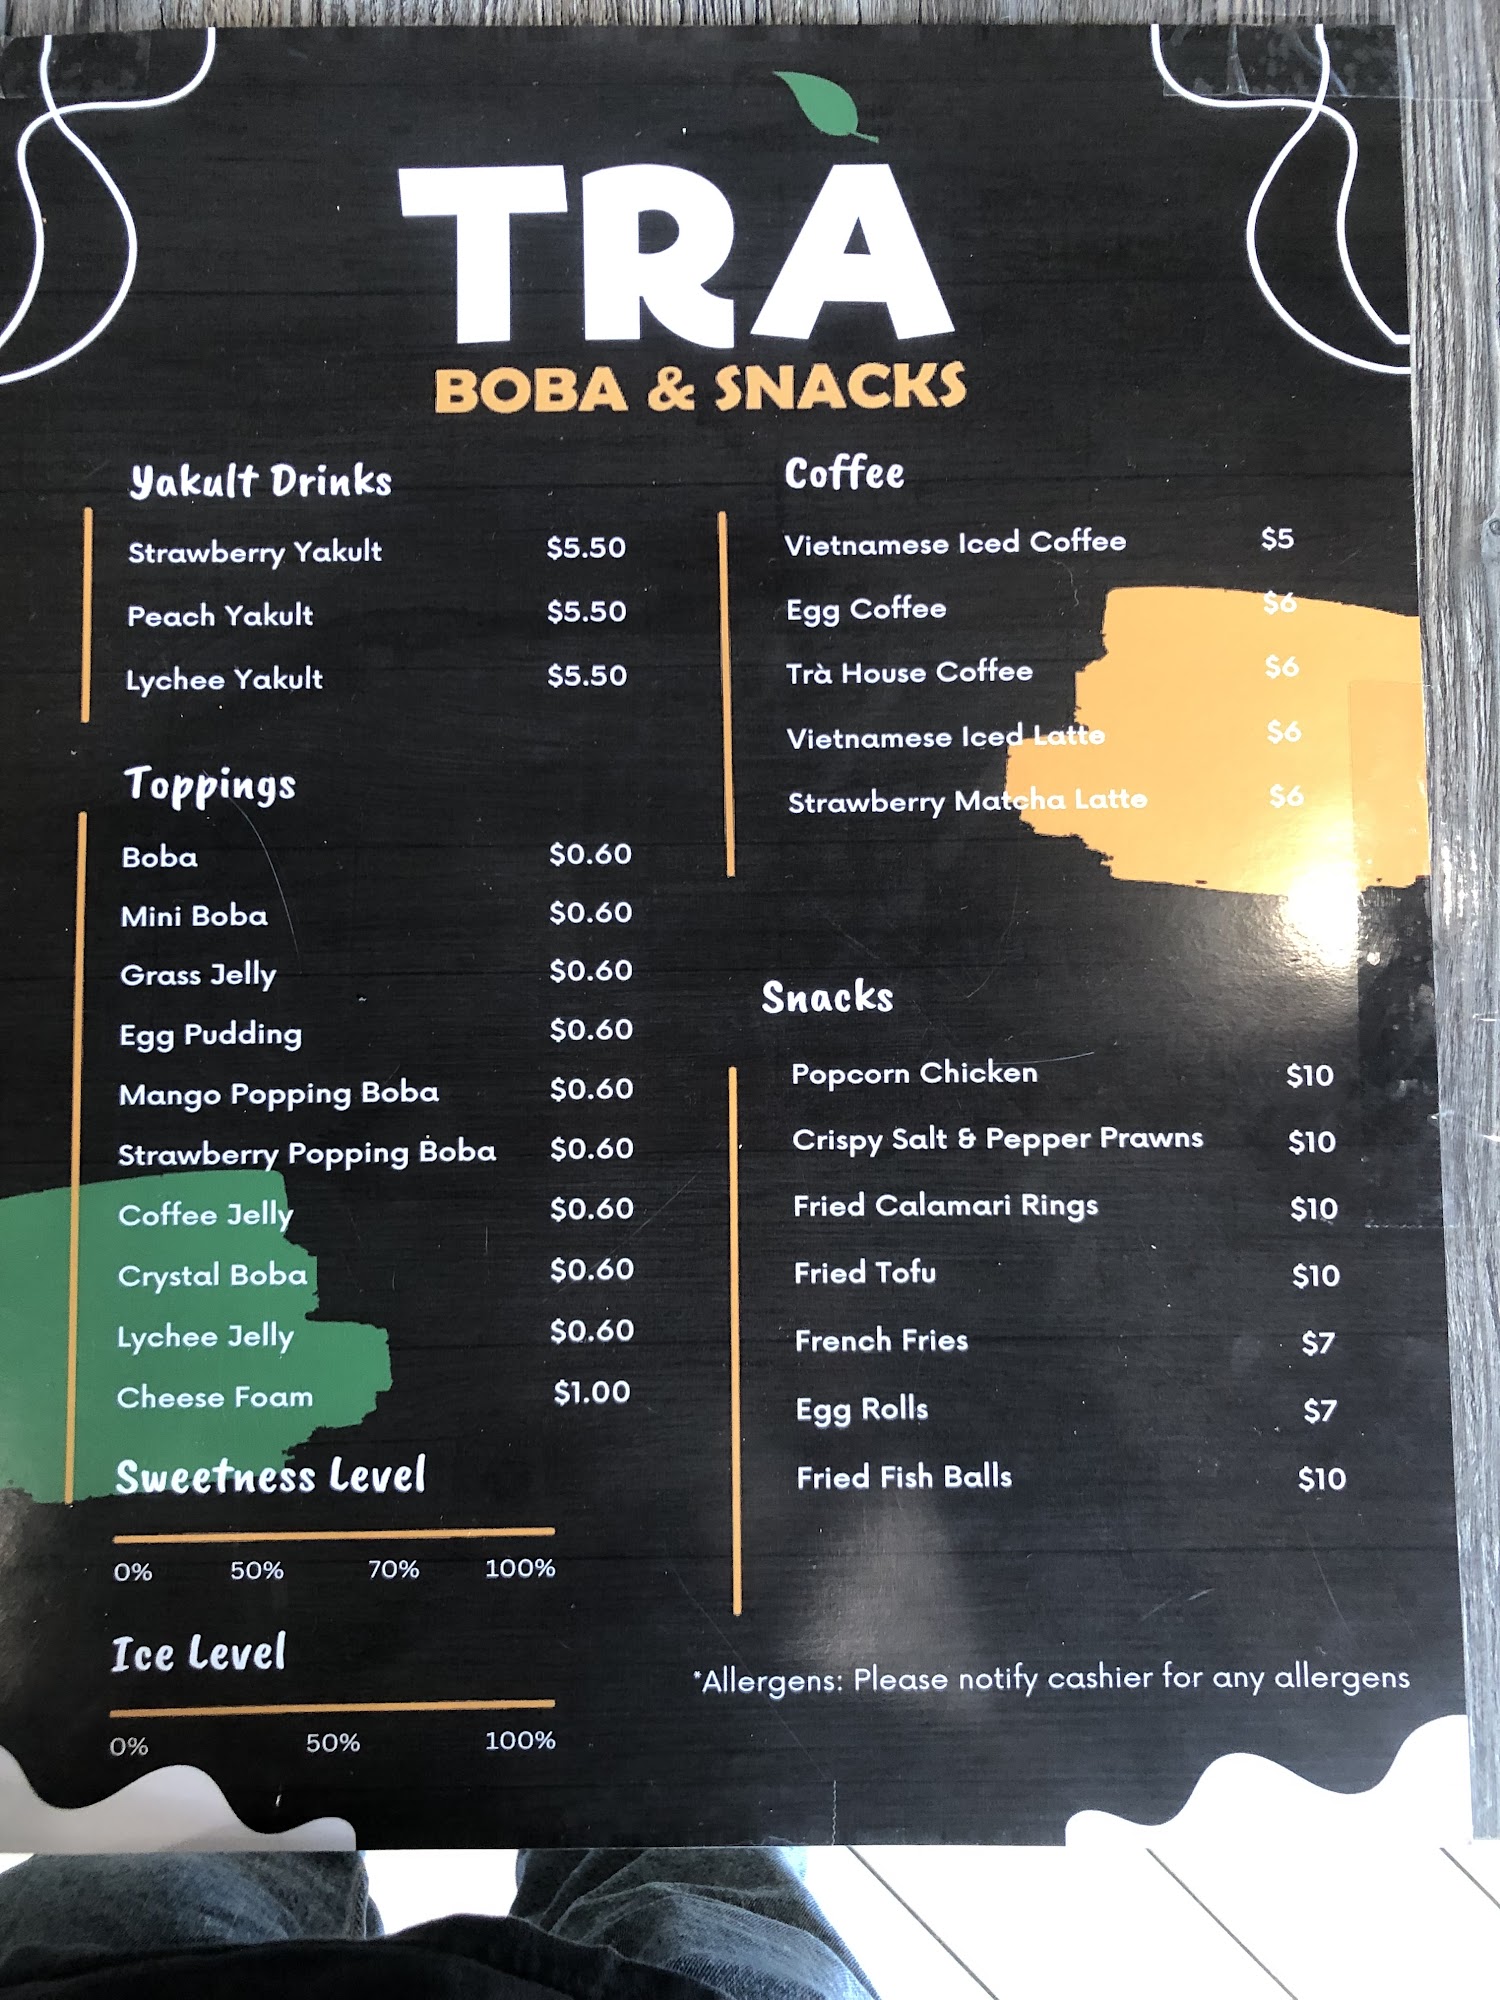 TRÀ
BOBA & SNACKS
Yakult Drinks
Strawberry Yakult $5.50
Peach Yakult $5.50
Lychee Yakult $5.50
Toppings
Boba $0.60
Mini Boba $0.60
Grass Jelly $0.60
Egg Pudding $0.60
Mango Popping Boba $0.60
Strawberry Popping Boba $0.60
Coffee Jelly $0.60
Crystal Boba $0.60
Lychee Jelly $0.60
Cheese Foam $1.00
Sweetness Level
0% 50% 70% 100%
Ice Level
0% 50% 100%
Coffee
Vietnamese Iced Coffee $5
Egg Coffee $6
Trà House Coffee $6
Vietnamese Iced Latte $6
Strawberry Matcha Latte $6
Snacks
Popcorn Chicken $10
Crispy Salt & Pepper Prawns $10
Fried Calamari Rings $10
Fried Tofu $10
French Fries $7
Egg Rolls $7
Fried Fish Balls $10
*Allergens: Please notify cashier for any allergens